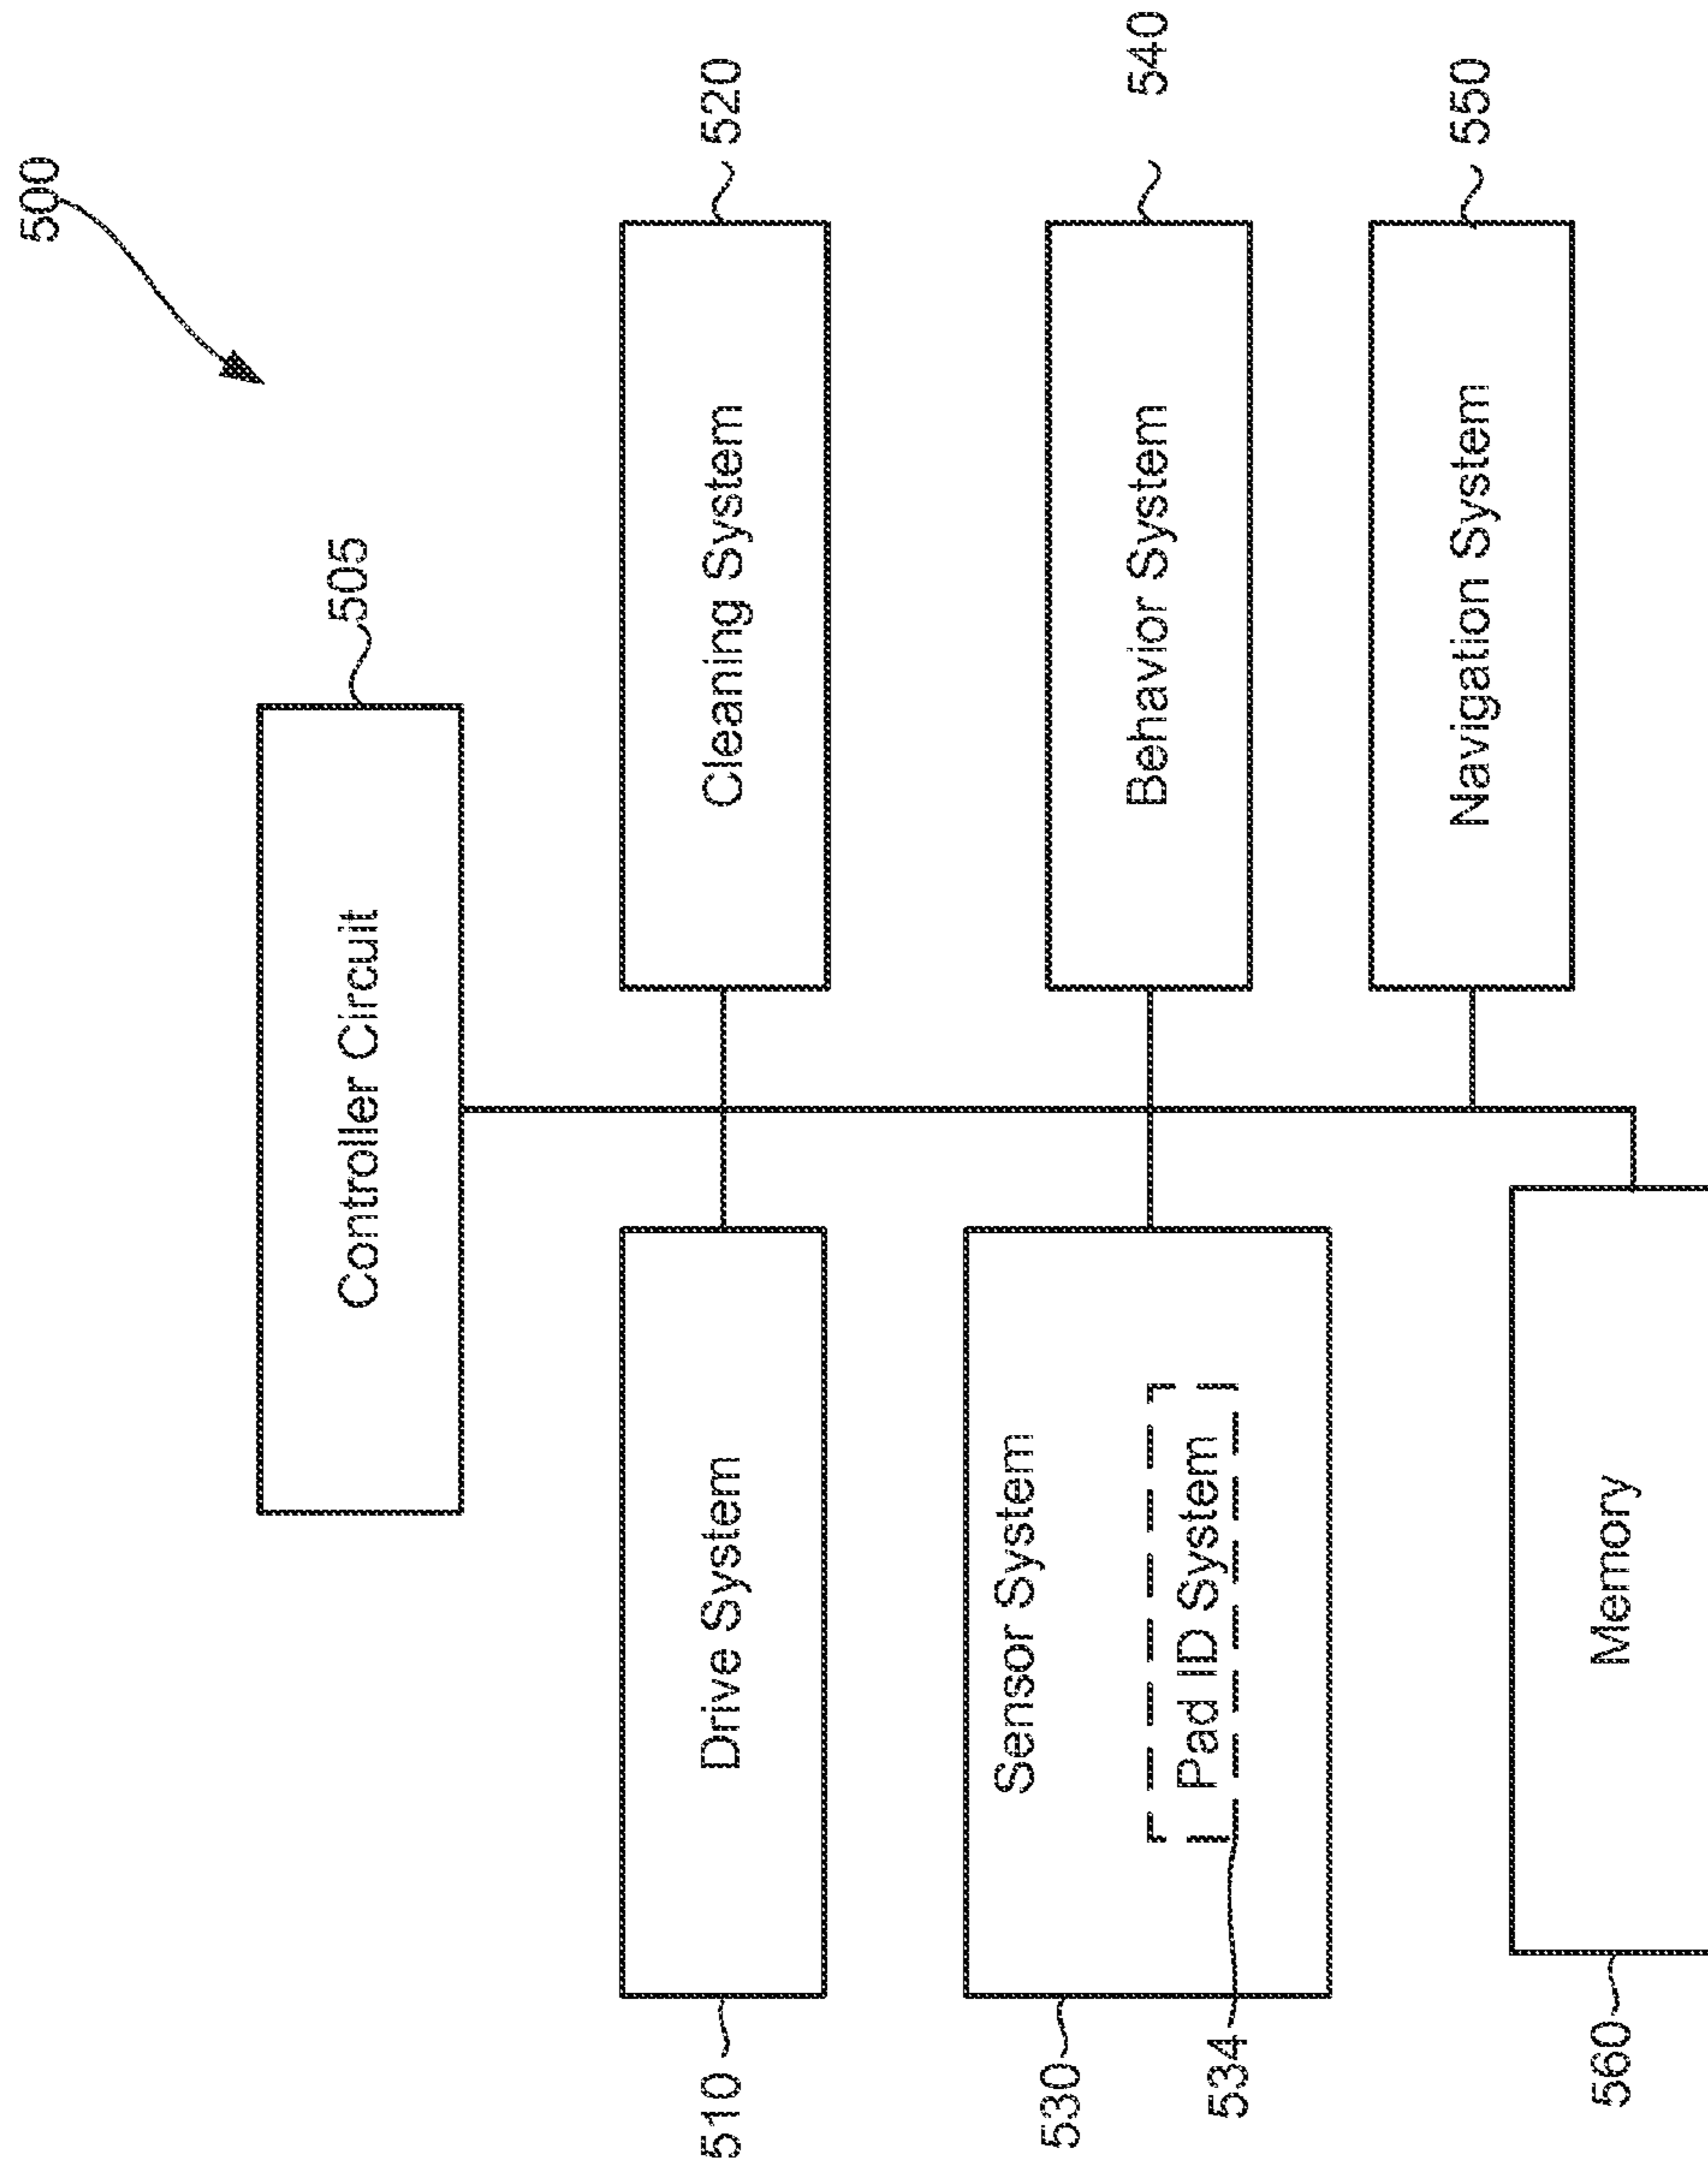 500
505
Controller Circuit
510
Drive System
Cleaning System
520
530
Sensor System
534
Pad ID System
Behavior System
540
Navigation System
550
560
Memory